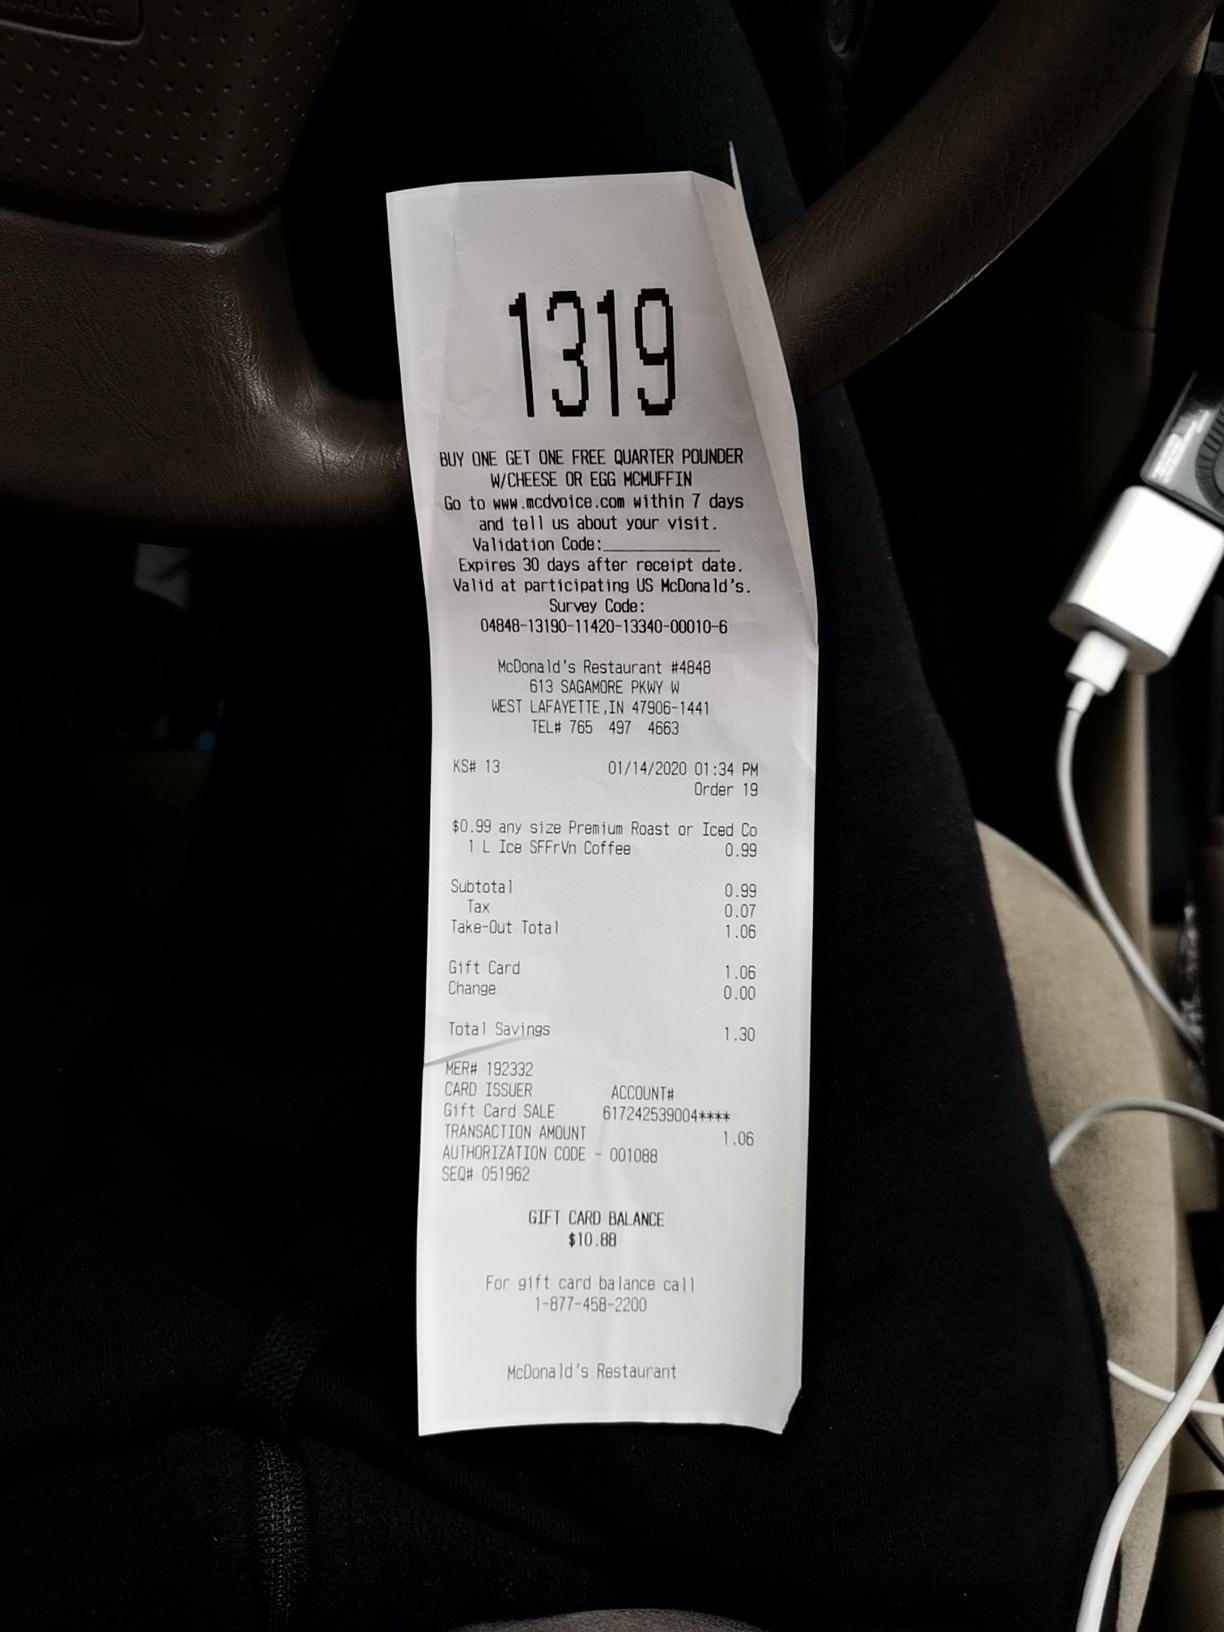 1319
BUY ONE GET ONE FREE QUARTER POUNDER
W/CHEESE OR EGG MCMUFFIN
Go to www.mcdvoice.com within 7 days
and tell us about your visit.
Validation Code:____________
Expires 30 days after receipt date.
Valid at participating US McDonald's.
Survey Code:
04848-13190-11420-13340-00010-6
McDonald's Restaurant #4848
613 SAGAMORE PKWY W
WEST LAFAYETTE,IN 47906-1441
TEL# 765 497 4663
KS# 13 01/14/2020 01:34 PM
Order 19
$0.99 any size Premium Roast or Iced Co
1 L Ice SFFrVn Coffee 0.99
Subtotal 0.99
Tax 0.07
Take-Out Total 1.06
Gift Card 1.06
Change 0.00
Total Savings 1.30
MER# 192332
CARD ISSUER ACCOUNT#
Gift Card SALE 617242539004****
TRANSACTION AMOUNT 1.06
AUTHORIZATION CODE - 001088
SEQ# 051962
GIFT CARD BALANCE
$10.88
For gift card balance call
1-877-458-2200
McDonald's Restaurant